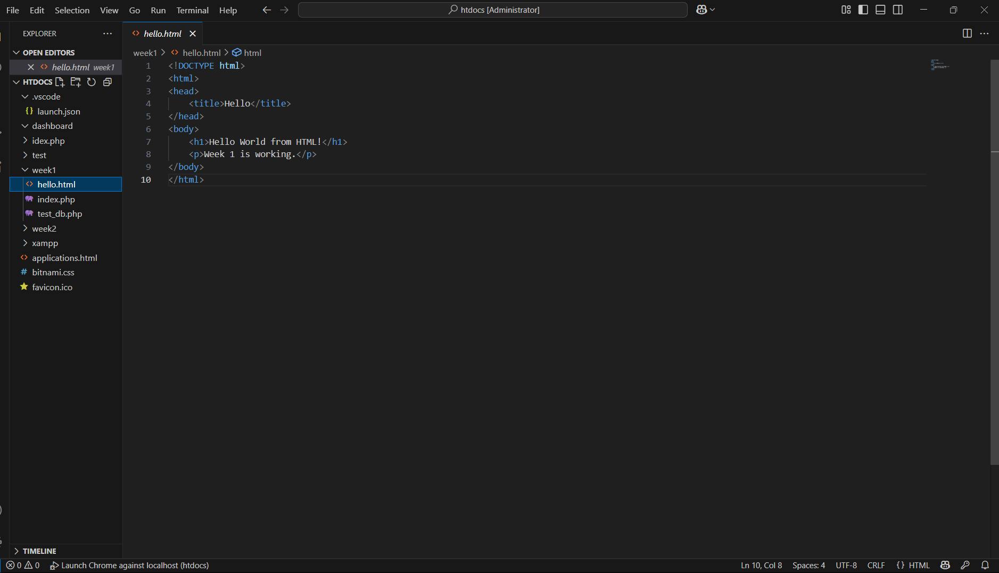 File Edit Selection View Go Run Terminal Help htdocs [Administrator]
EXPLORER
OPEN EDITORS
hello.html week1
HTDOCS
.vscode
launch.json
dashboard
idex.php
test
week1
hello.html
index.php
test_db.php
week2
xampp
applications.html
bitnami.css
favicon.ico
TIMELINE
hello.html
week1 > hello.html > html
1 <!DOCTYPE html>
2 <html>
3 <head>
4     <title>Hello</title>
5 </head>
6 <body>
7     <h1>Hello World from HTML!</h1>
8     <p>Week 1 is working.</p>
9 </body>
10 </html>
0 0 Launch Chrome against localhost (htdocs) Ln 10, Col 8 Spaces: 4 UTF-8 CRLF {} HTML